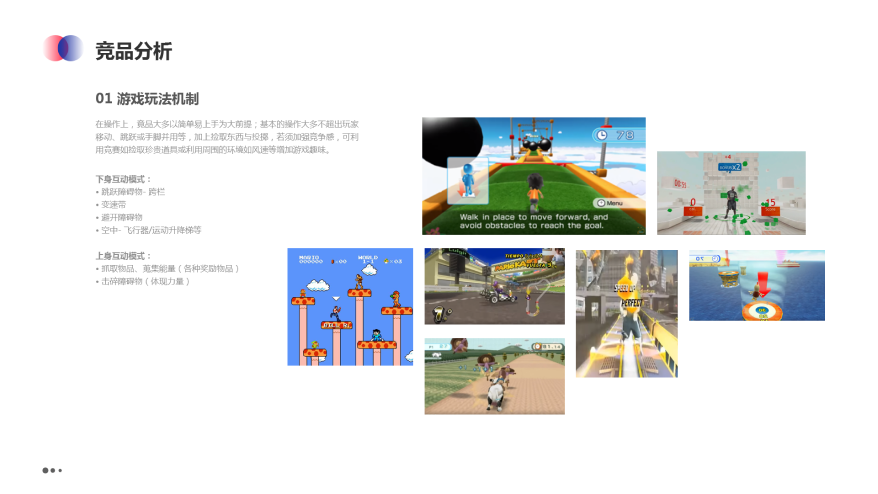 竞品分析
01 游戏玩法机制
在操作上，竟品大多以简单易上手为大前提；基本的操作大多不超出玩家
移动、跳跃或手脚并用等，加上捡取东西与投掷，若须加强竞争感，可利
用竞赛如捡取珍贵道具或利用周围的环境如风速等增加游戏趣味。
下身互动模式：
• 跳跃障碍物- 跨栏
• 变速带
• 避开障碍物
• 空中- 飞行器/运动升降梯等
上身互动模式：
• 抓取物品、蒐集能量（各种奖励物品）
• 击碎障碍物（体现力量）
78
Menu
Walk in place to move forward, and
avoid obstacles to reach the goal.
x2
0
15
MARIO
000000
×00
WORLD
1-1
×03
TIEMPO
SPEED UP
PERFECT